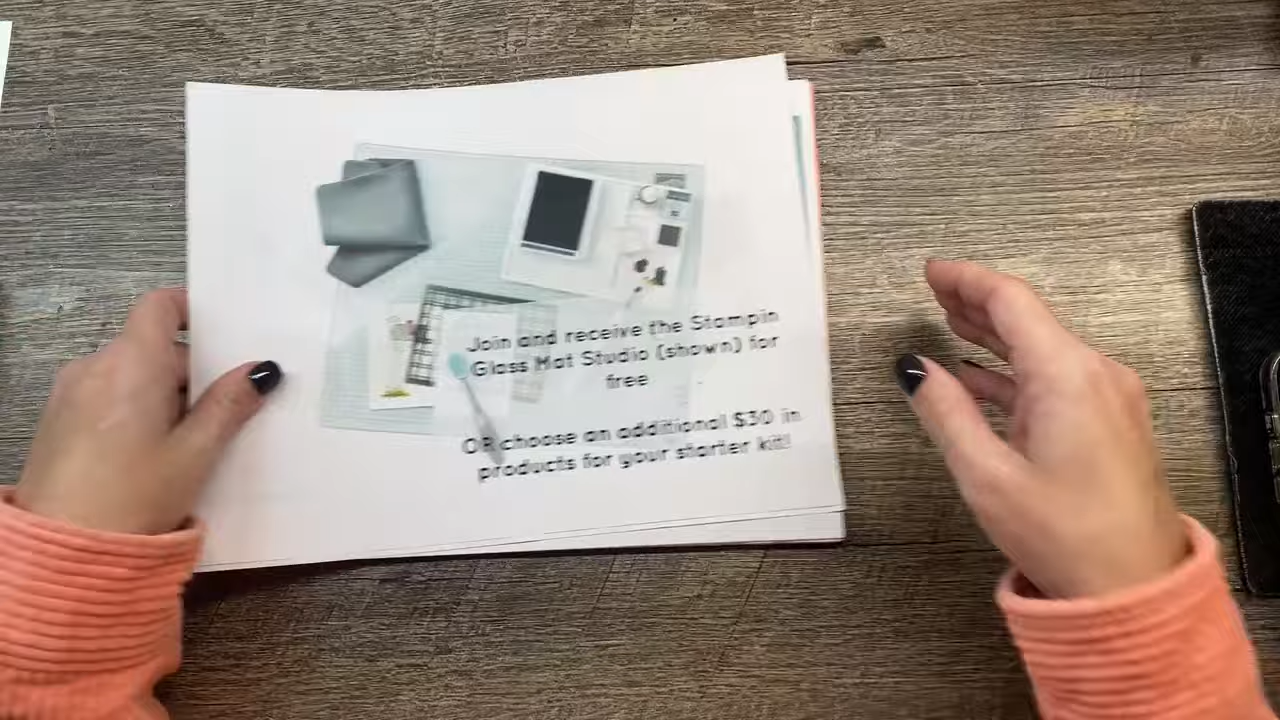 Join and receive the Stampin
Glass Mat Studio (shown) for
free
OR choose an additional $30 in
products for your starter kit!